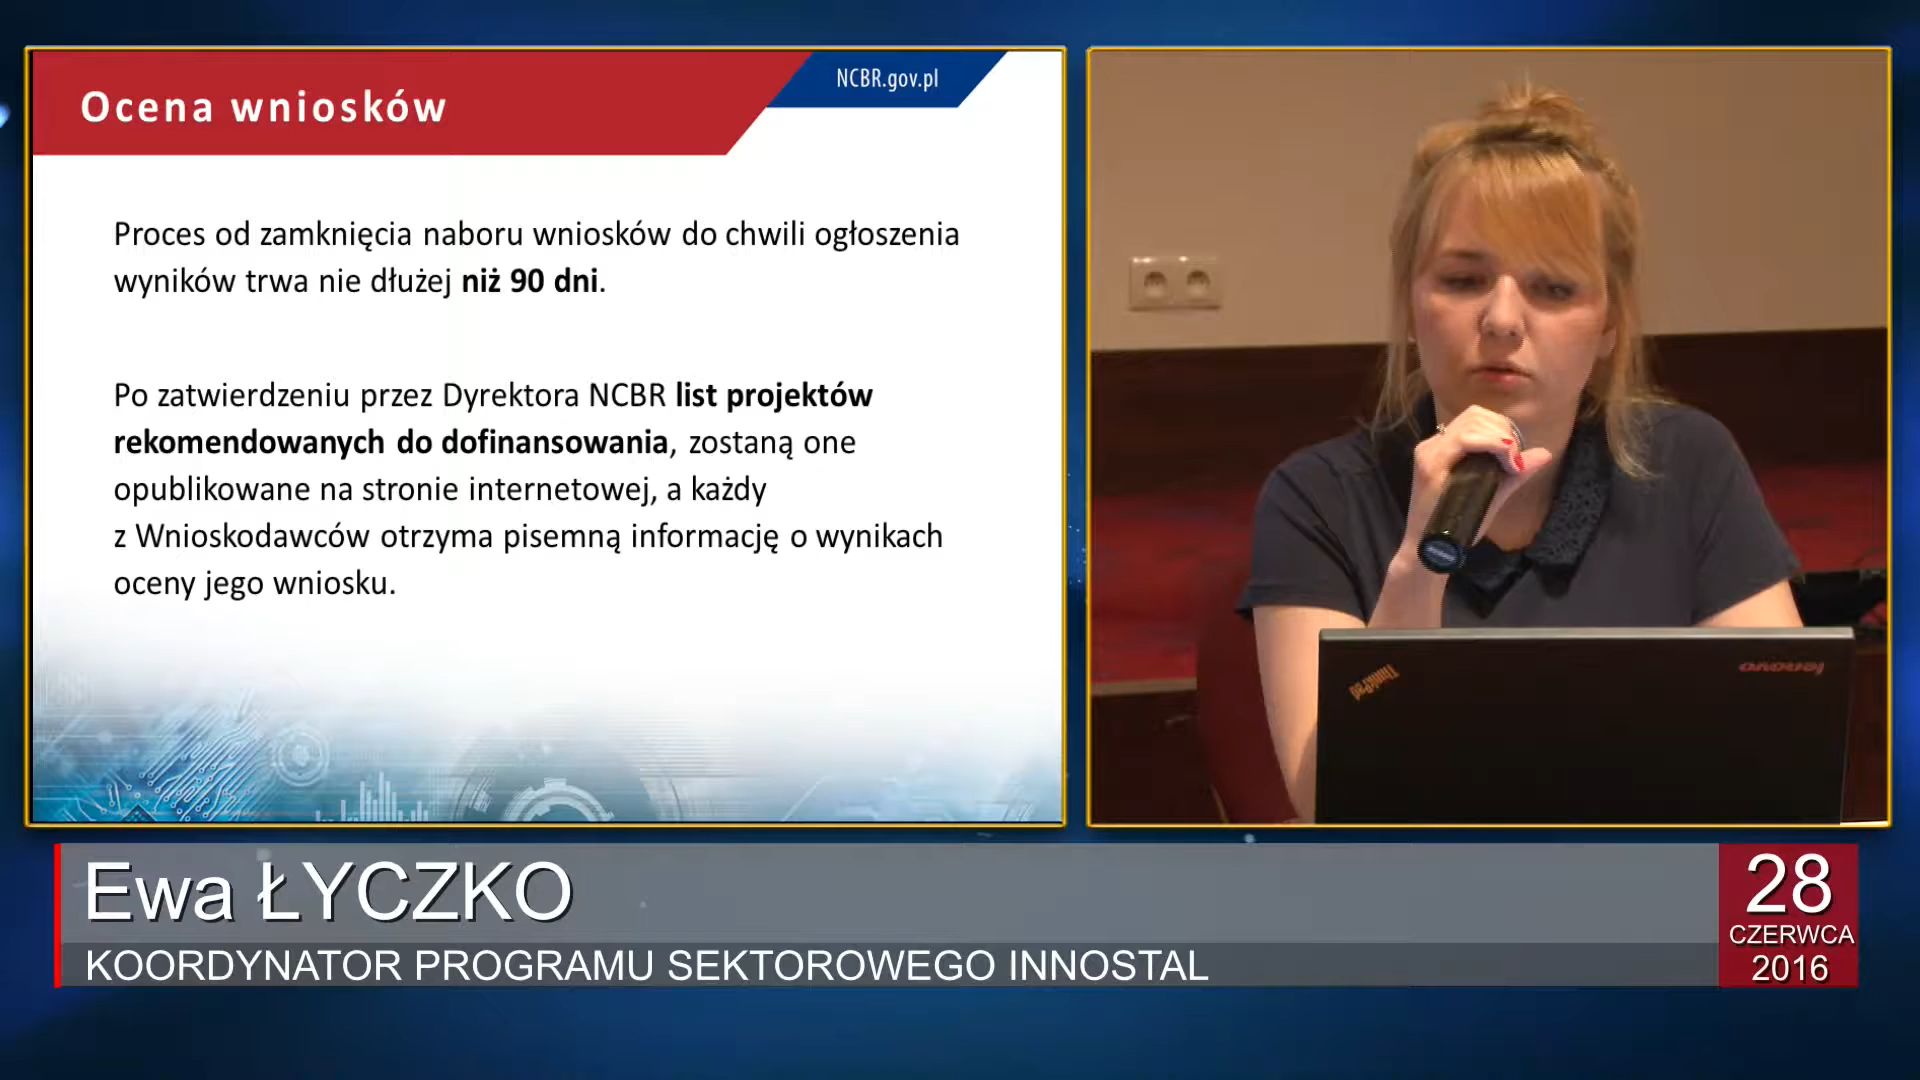 Ocena wniosków
NCBR.gov.pl
Proces od zamknięcia naboru wniosków do chwili ogłoszenia
wyników trwa nie dłużej niż 90 dni.
Po zatwierdzeniu przez Dyrektora NCBR list projektów
rekomendowanych do dofinansowania, zostaną one
opublikowane na stronie internetowej, a każdy
z Wnioskodawców otrzyma pisemną informację o wynikach
oceny jego wniosku.
ThinkPad
lenovo
Ewa ŁYCZKO
KOORDYNATOR PROGRAMU SEKTOROWEGO INNOSTAL
28
CZERWCA
2016